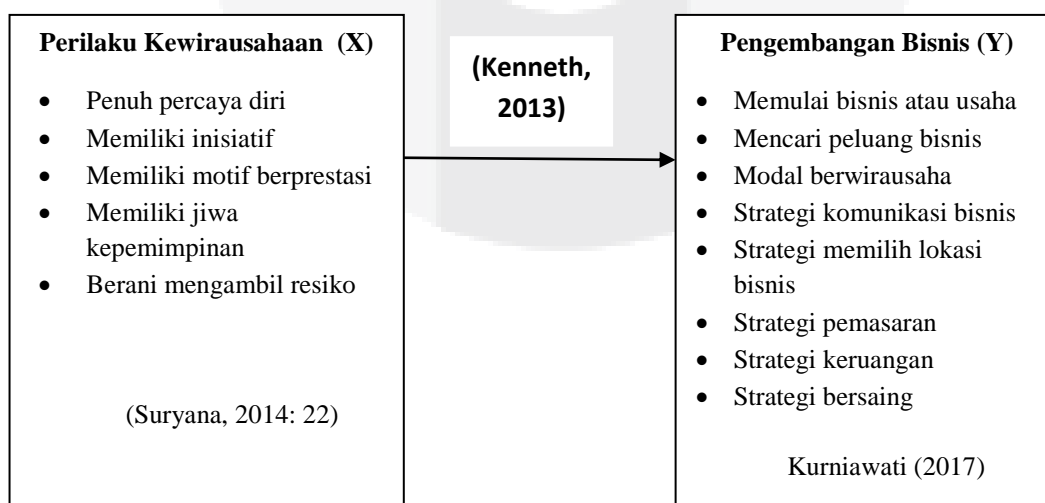 Perilaku Kewirausahaan (X)
• Penuh percaya diri
• Memiliki inisiatif
• Memiliki motif berprestasi
• Memiliki jiwa
kepemimpinan
• Berani mengambil resiko
(Suryana, 2014: 22)
(Kenneth,
2013)
Pengembangan Bisnis (Y)
• Memulai bisnis atau usaha
• Mencari peluang bisnis
• Modal berwirausaha
• Strategi komunikasi bisnis
• Strategi memilih lokasi
bisnis
• Strategi pemasaran
• Strategi keruangan
• Strategi bersaing
Kurniawati (2017)